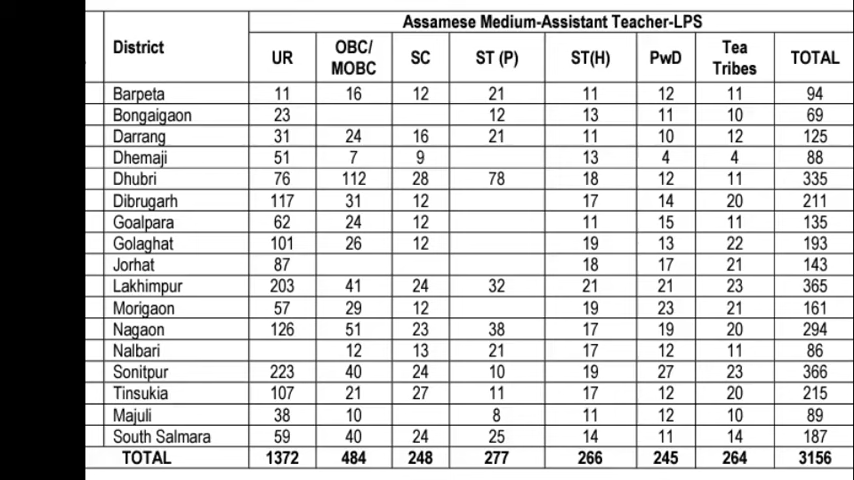 Assamese Medium-Assistant Teacher-LPS
District UR OBC/ MOBC SC ST (P) ST(H) PwD Tea Tribes TOTAL
Barpeta 11 16 12 21 11 12 11 94
Bongaigaon 23 12 13 11 10 69
Darrang 31 24 16 21 11 10 12 125
Dhemaji 51 7 9 13 4 4 88
Dhubri 76 112 28 78 18 12 11 335
Dibrugarh 117 31 12 17 14 20 211
Goalpara 62 24 12 11 15 11 135
Golaghat 101 26 12 19 13 22 193
Jorhat 87 18 17 21 143
Lakhimpur 203 41 24 32 21 21 23 365
Morigaon 57 29 12 19 23 21 161
Nagaon 126 51 23 38 17 19 20 294
Nalbari 12 13 21 17 12 11 86
Sonitpur 223 40 24 10 19 27 23 366
Tinsukia 107 21 27 11 17 12 20 215
Majuli 38 10 8 11 12 10 89
South Salmara 59 40 24 25 14 11 14 187
TOTAL 1372 484 248 277 266 245 264 3156